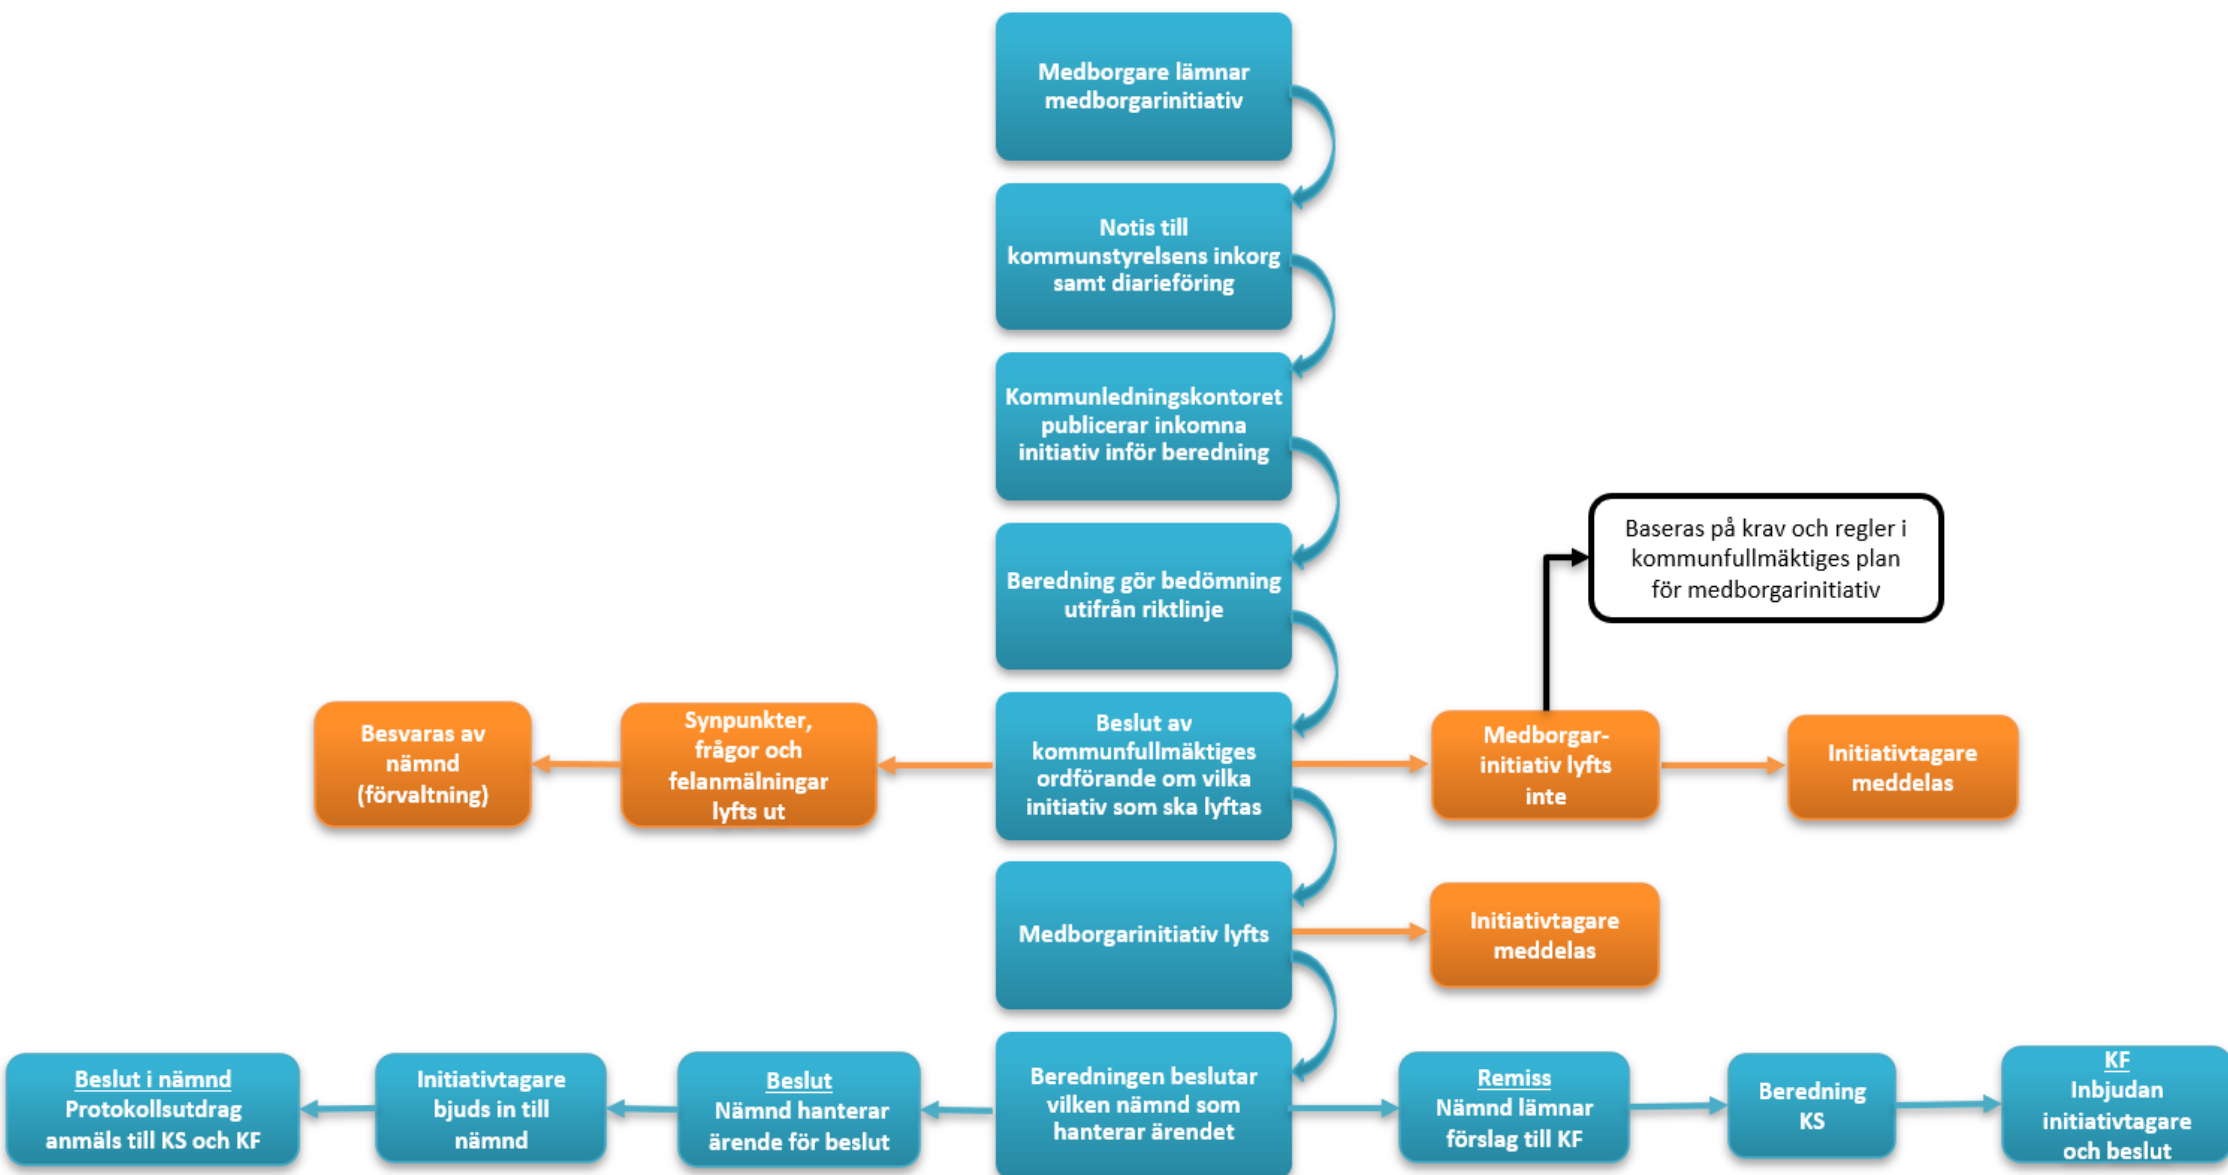 Medborgare lämnar
medborgarinitiativ
Notis till
kommunstyrelsens inkorg
samt diarieföring
Kommunledningskontoret
publicerar inkomna
initiativ inför beredning
Beredning gör bedömning
utifrån riktlinje
Baseras på krav och regler i
kommunfullmäktiges plan
för medborgarinitiativ
Besvaras av
nämnd
(förvaltning)
Synpunkter,
frågor och
felanmälningar
lyfts ut
Beslut av
kommunfullmäktiges
ordförande om vilka
initiativ som ska lyftas
Medborgar-
initiativ lyfts
inte
Initiativtagare
meddelas
Medborgarinitiativ lyfts
Initiativtagare
meddelas
Beslut i nämnd
Protokollsutdrag
anmäls till KS och KF
Initiativtagare
bjuds in till
nämnd
Beslut
Nämnd hanterar
ärende för beslut
Beredningen beslutar
vilken nämnd som
hanterar ärendet
Remiss
Nämnd lämnar
förslag till KF
Beredning
KS
KF
Inbjudan
initiativtagare
och beslut